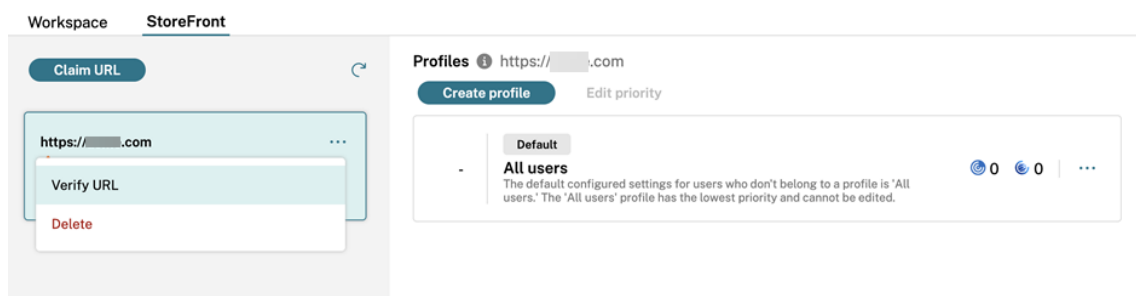 Workspace StoreFront
Claim URL
https:// .com
Verify URL
Delete
Profiles https:// .com
Create profile Edit priority
Default
- All users
The default configured settings for users who don't belong to a profile is 'All
users.' The 'All users' profile has the lowest priority and cannot be edited.
0 0